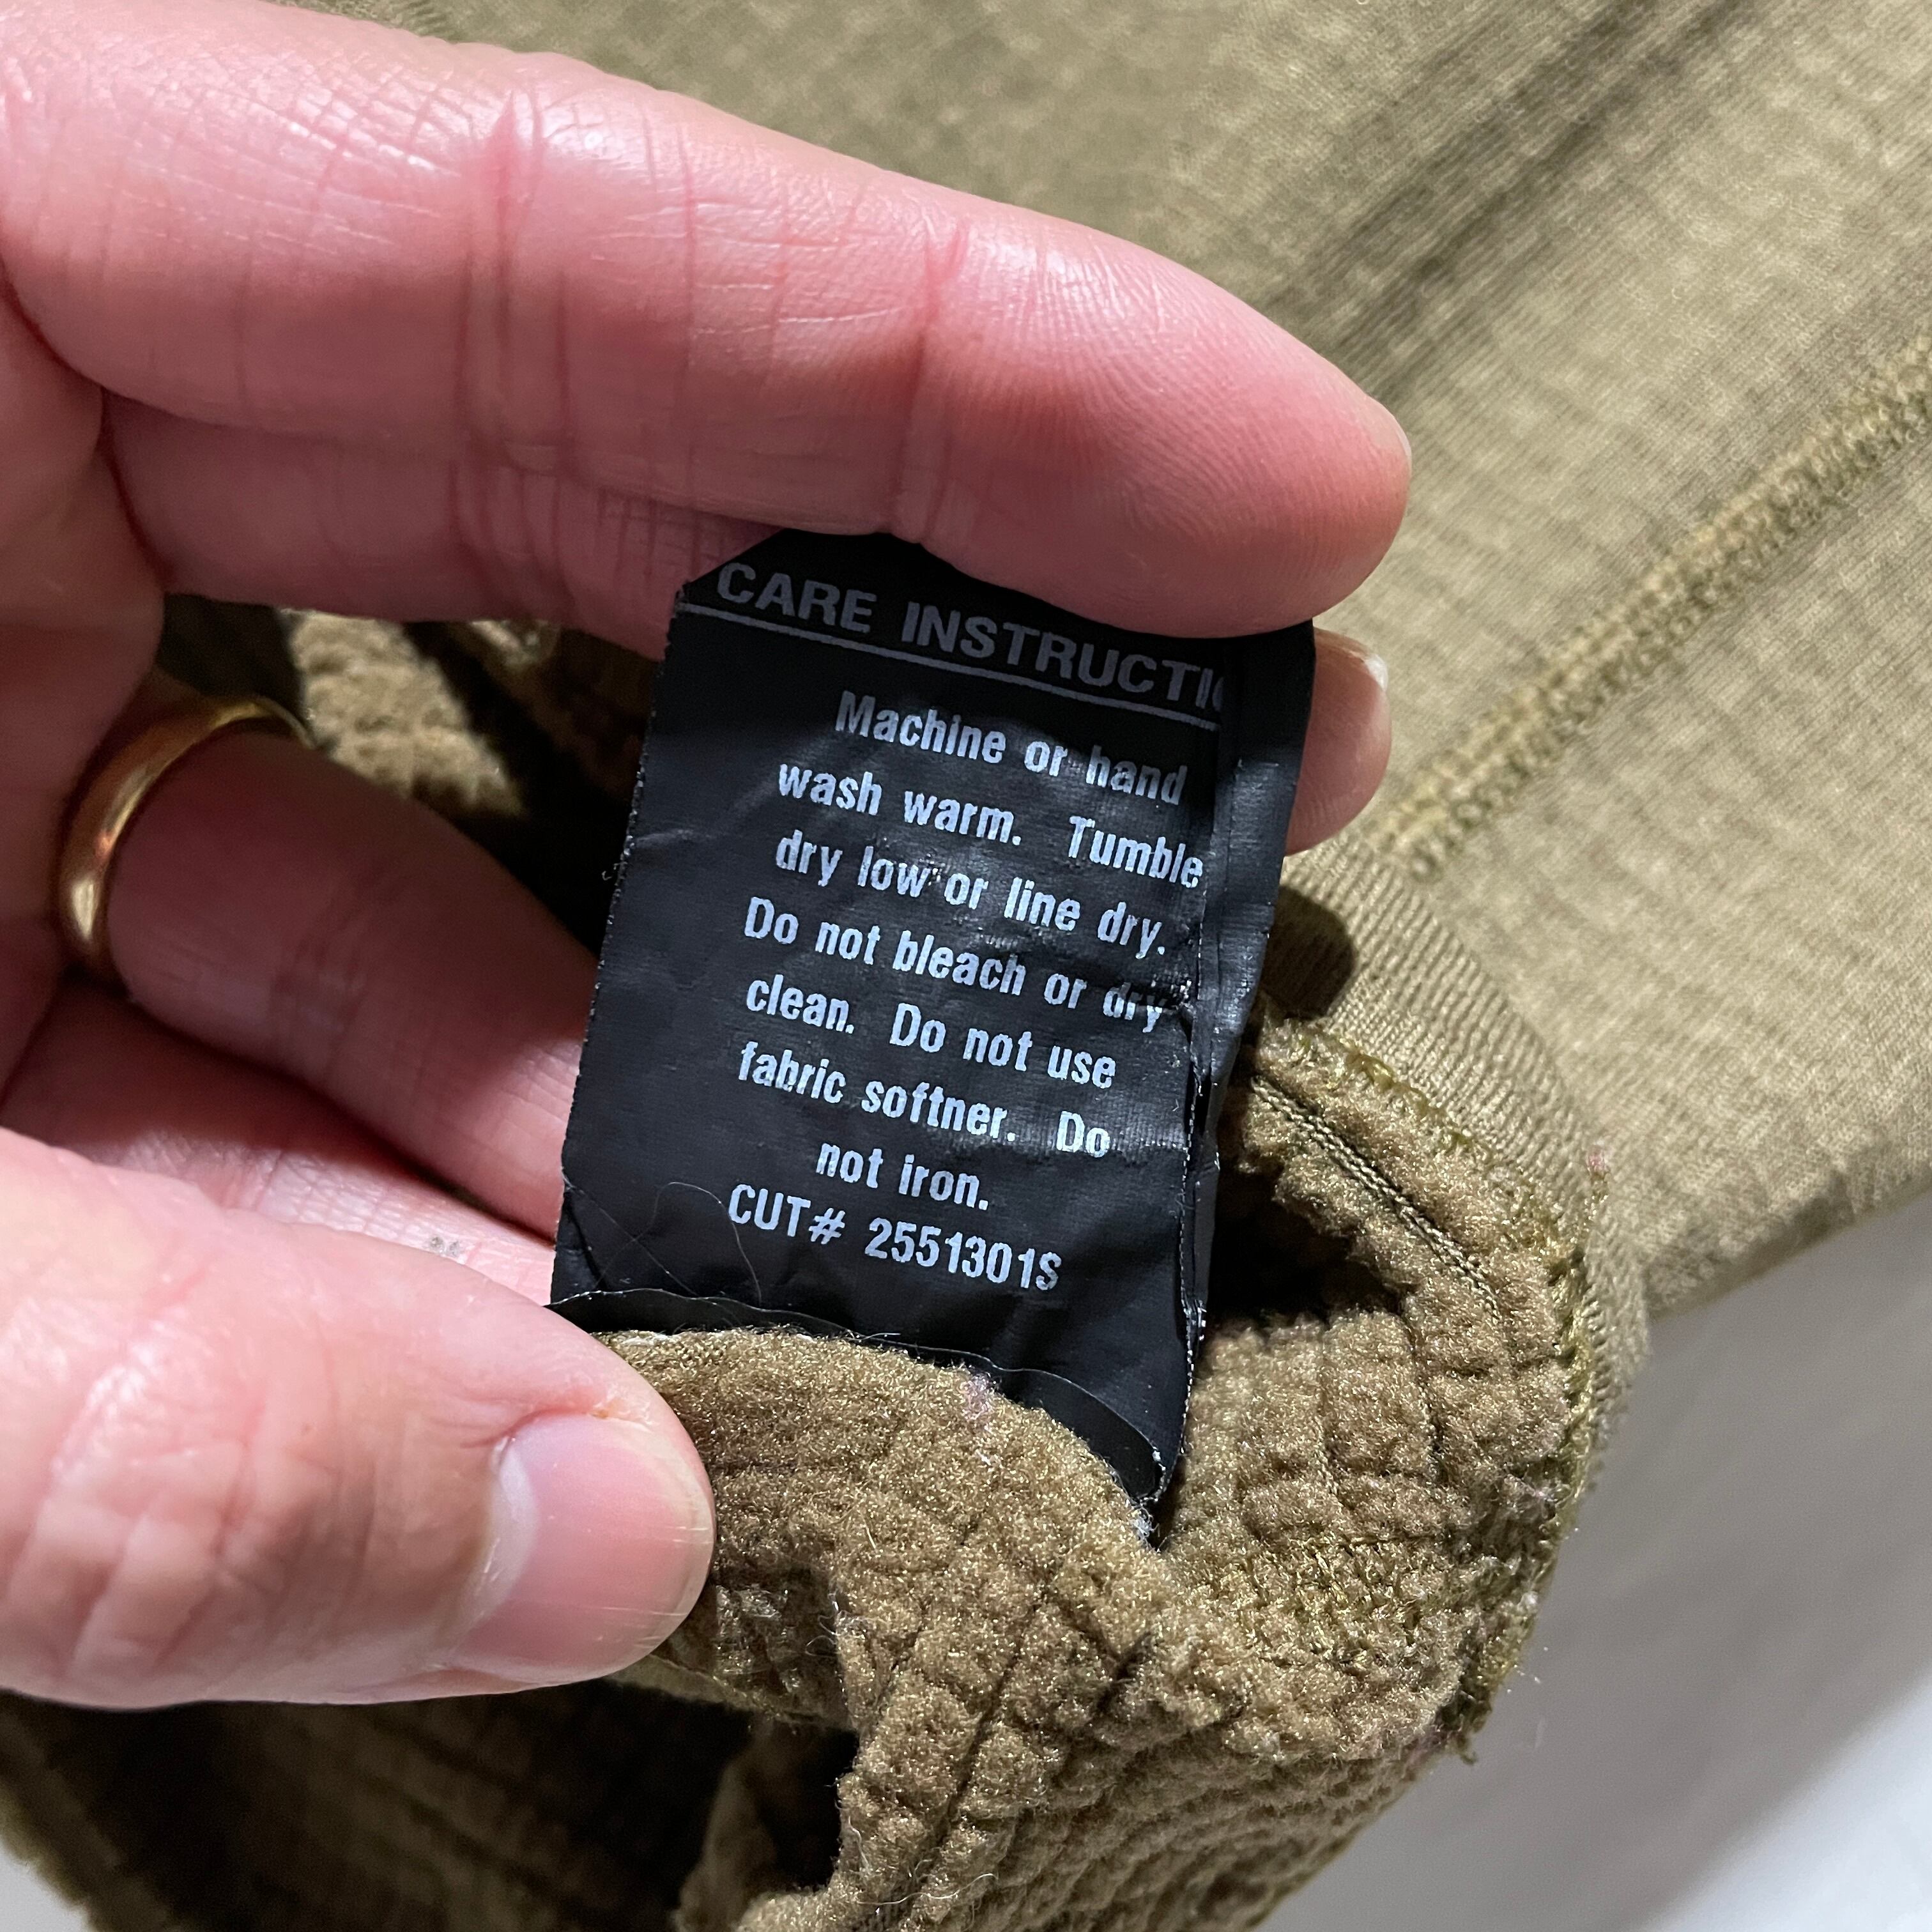 CARE INSTRUCTI
Machine or hand
wash warm. Tumble
dry low or line dry.
Do not bleach or dry
clean. Do not use
fabric softner. Do
not iron.
CUT# 2551301S